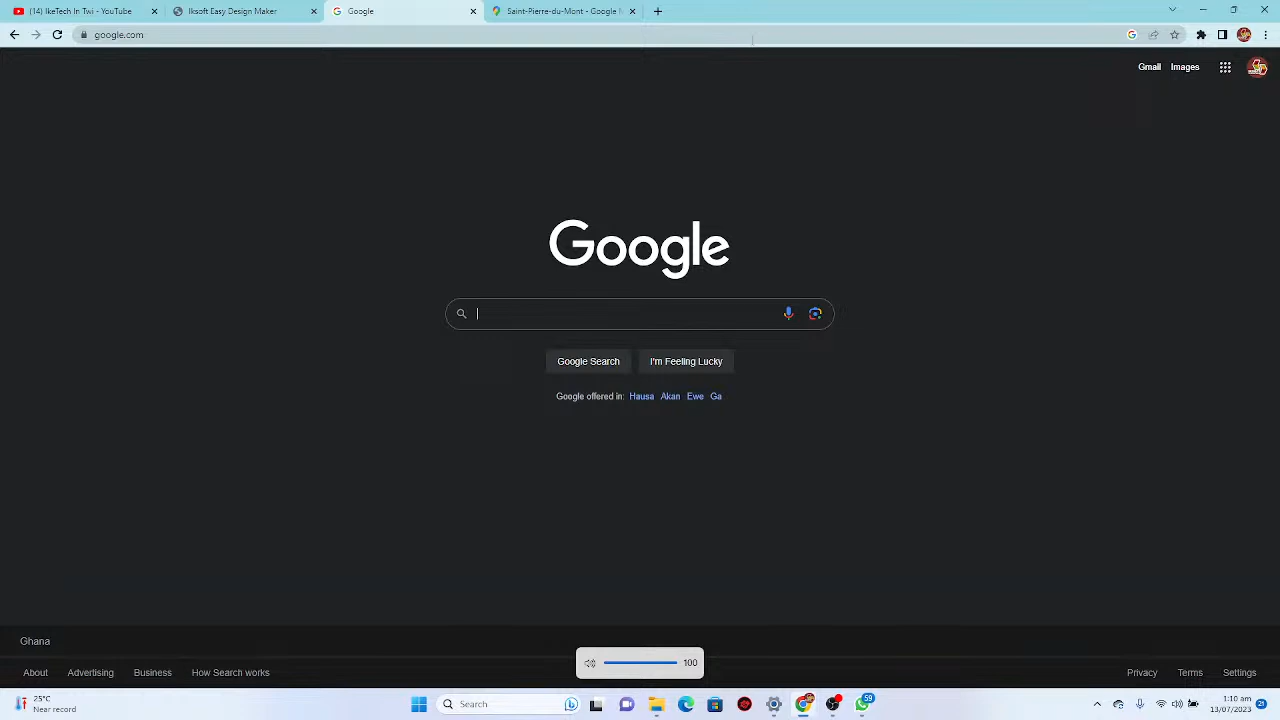 (14) IkeTech In Twi - YouTube
Iksoft Easy Design Maker
Google
Saint-Pierre-du-Mont - Google
google.com
Gmail
Images
Google
Google Search
I'm Feeling Lucky
Google offered in: Hausa Akan Ewe Ga
Ghana
100
About
Advertising
Business
How Search works
Privacy
Terms
Settings
25°C
Near record
Search
59
1:10 am
13/07/2023